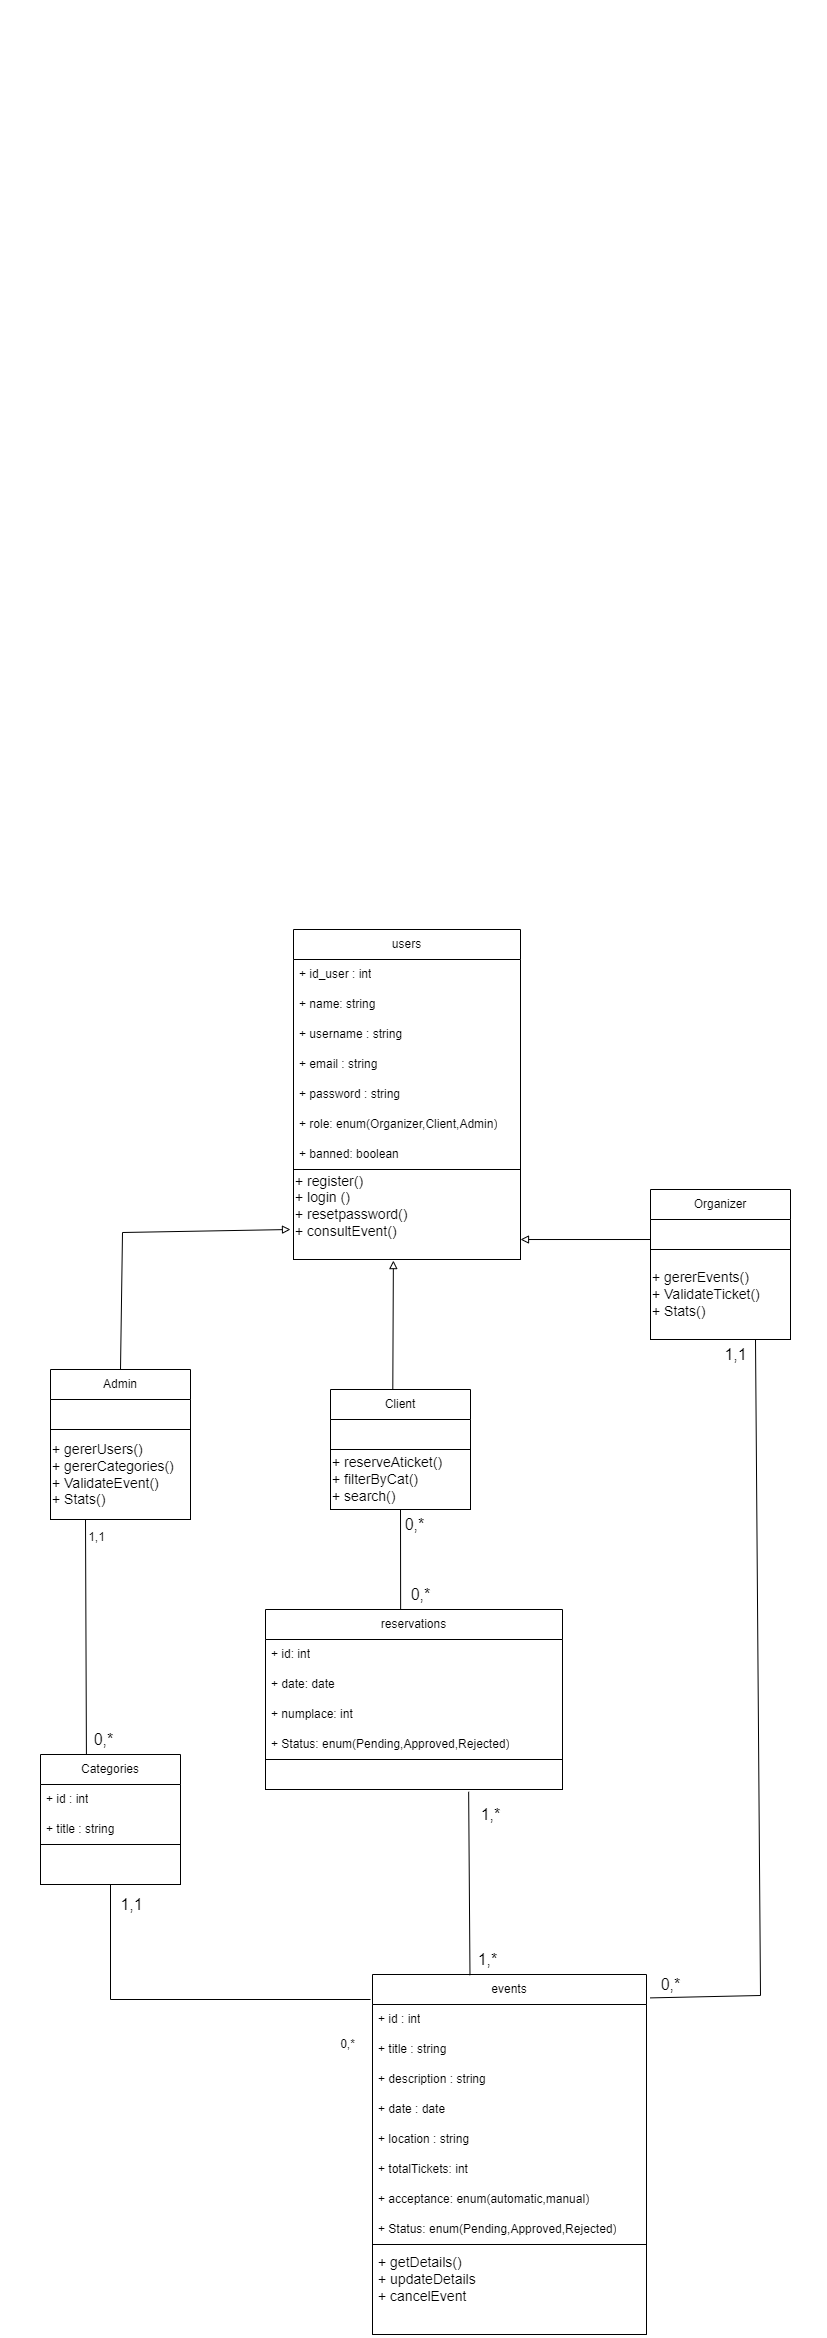 users
+ id_user : int
+ name: string
+ username : string
+ email : string
+ password : string
+ role: enum(Organizer,Client,Admin)
+ banned: boolean
+ register()
+ login ()
+ resetpassword()
+ consultEvent()
Organizer
+ gererEvents()
+ ValidateTicket()
+ Stats()
1,1
Admin
+ gererUsers()
+ gererCategories()
+ ValidateEvent()
+ Stats()
1,1
Client
+ reserveAticket()
+ filterByCat()
+ search()
0,*
0,*
reservations
+ id: int
+ date: date
+ numplace: int
+ Status: enum(Pending,Approved,Rejected)
0,*
Categories
+ id : int
+ title : string
1,1
1,*
1,*
0,*
events
+ id : int
+ title : string
+ description : string
+ date : date
+ location : string
+ totalTickets: int
+ acceptance: enum(automatic,manual)
+ Status: enum(Pending,Approved,Rejected)
+ getDetails()
+ updateDetails
+ cancelEvent
0,*